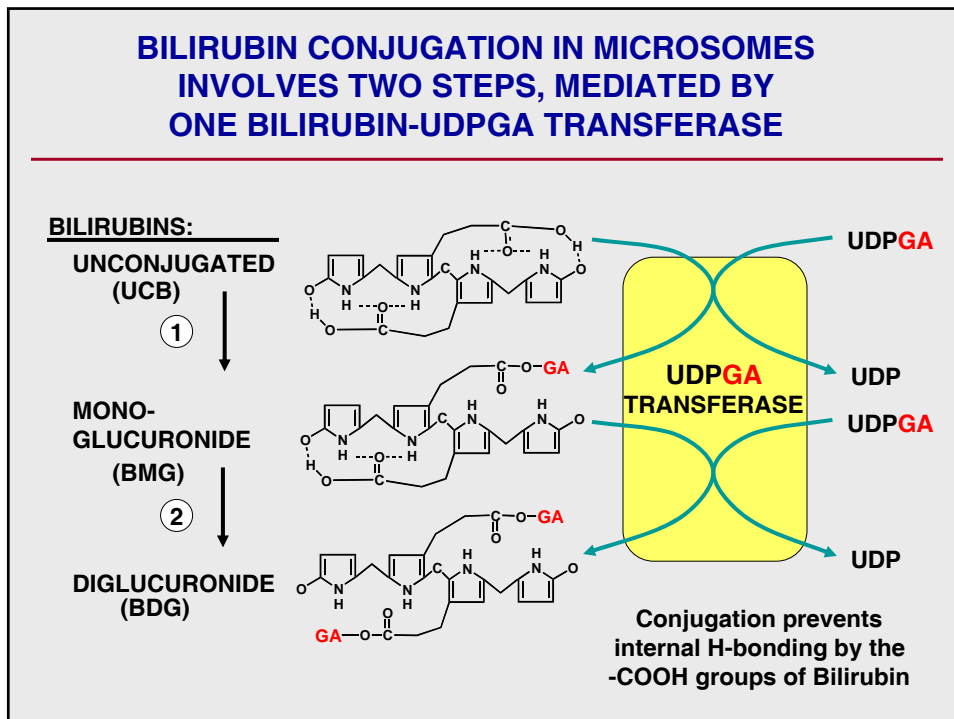 BILIRUBIN CONJUGATION IN MICROSOMES
INVOLVES TWO STEPS, MEDIATED BY
ONE BILIRUBIN-UDPGA TRANSFERASE
BILIRUBINS:
UNCONJUGATED
(UCB)
1
MONO-
GLUCURONIDE
(BMG)
2
DIGLUCURONIDE
(BDG)
C O
O H
N H N H O
O N H N H C
H O
O C
C O GA
O
N H N H O
O N H N H C
H O
O C
C O GA
O
N H N H O
O N H N H C
O
GA O C
UDPGA
UDPGA
TRANSFERASE
UDP
UDPGA
UDP
Conjugation prevents
internal H-bonding by the
-COOH groups of Bilirubin